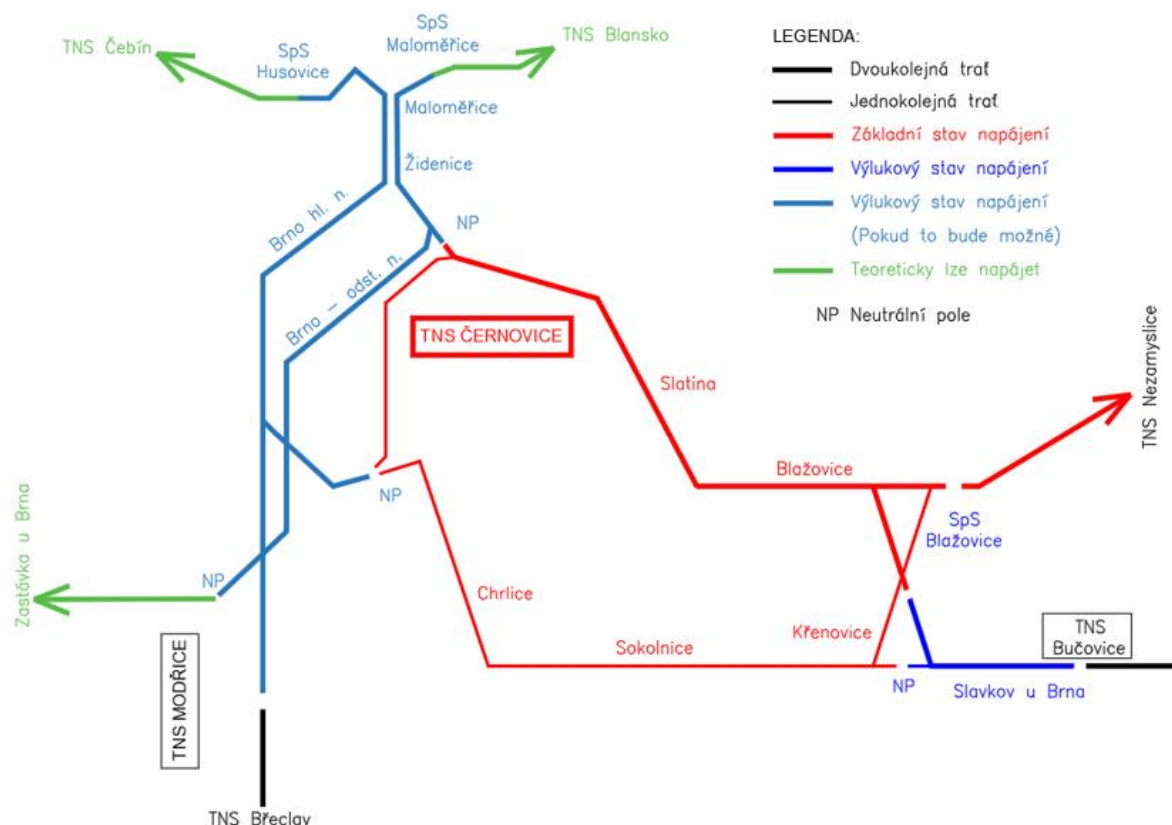 TNS Čebín
SpS
Husovice
SpS
Maloměřice
TNS Blansko
Maloměřice
Židenice
NP
Brno hl. n.
Brno – odst. n.
TNS ČERNOVICE
Slatina
Blažovice
SpS
Blažovice
TNS Nezamyslice
NP
Chrlice
Sokolnice
Křenovice
NP
Slavkov u Brna
TNS
Bučovice
Zastávka u Brna
NP
TNS MODŘICE
TNS Břeclav
LEGENDA:
Dvoukolejná trať
Jednokolejná trať
Základní stav napájení
Výlukový stav napájení
Výlukový stav napájení
(Pokud to bude možné)
Teoreticky lze napájet
NP Neutrální pole